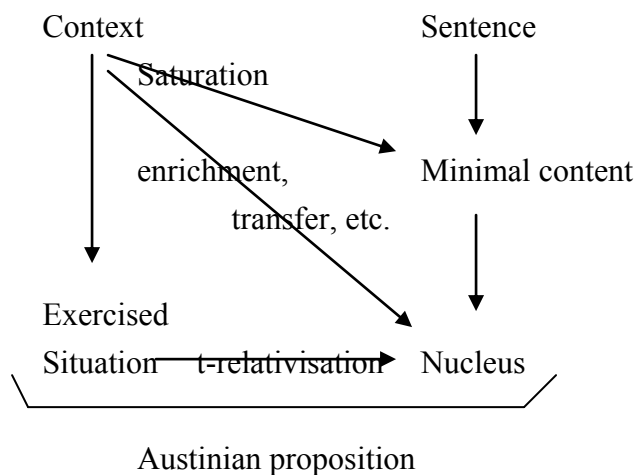 Context Sentence
Saturation
enrichment, Minimal content
transfer, etc.
Exercised
Situation t-relativisation Nucleus
Austinian proposition